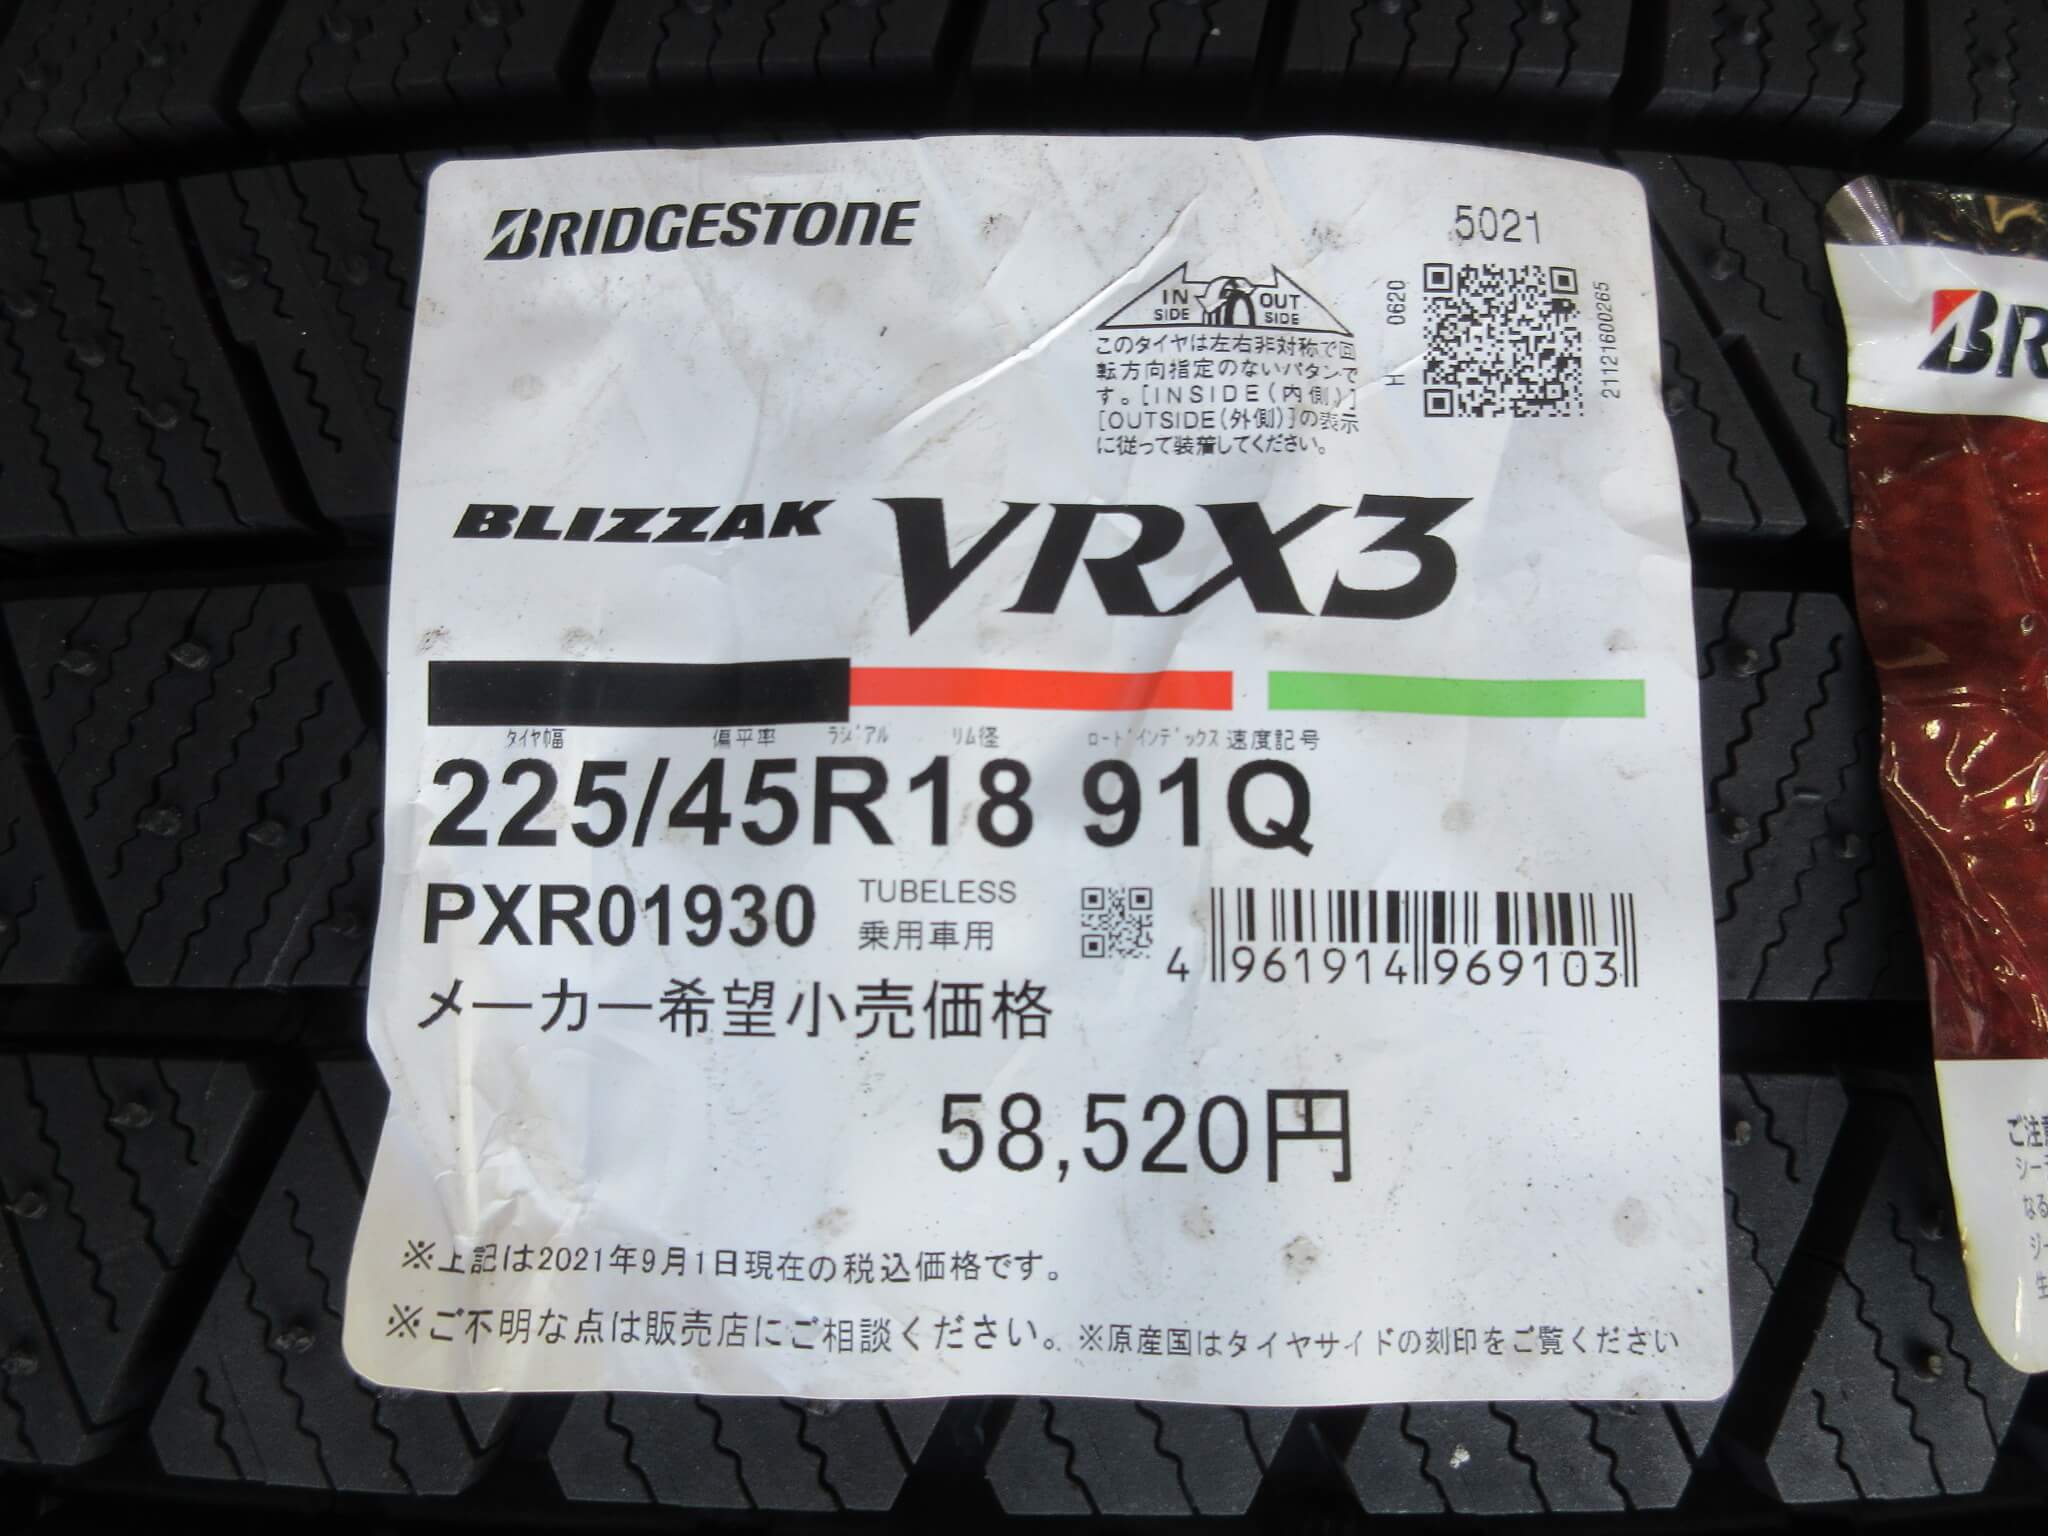 BRIDGESTONE
5021
IN SIDE
OUT SIDE
このタイヤは左右非対称で回
転方向指定のないパタンで
す。[INSIDE(内側)]
[OUTSIDE(外側)]の表示
に従って装着してください。
H 0620
21121600265
BLIZZAK VRX3
タイヤ幅 偏平率 ラジアル リム径 ロードインデックス 速度記号
225/45R18 91Q
PXR01930
TUBELESS
乗用車用
4 961914 969103
メーカー希望小売価格
58,520円
※上記は2021年9月1日現在の税込価格です。
※ご不明な点は販売店にご相談ください。 ※原産国はタイヤサイドの刻印をご覧ください
BR
ご注意
シー
なる